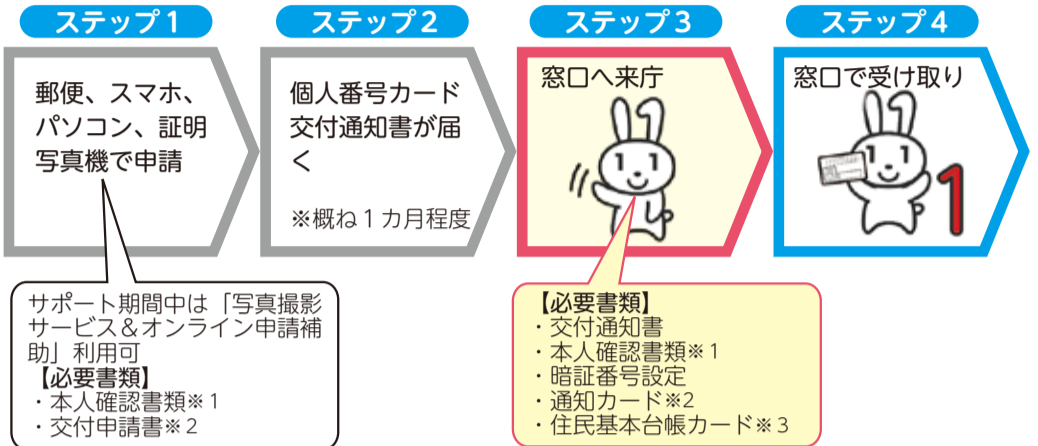 ステップ1
郵便、スマホ、
パソコン、証明
写真機で申請
サポート期間中は「写真撮影
サービス&オンライン申請補
助」利用可
【必要書類】
・本人確認書類※1
・交付申請書※2
ステップ2
個人番号カード
交付通知書が届
く
※概ね1カ月程度
ステップ3
窓口へ来庁
【必要書類】
・交付通知書
・本人確認書類※1
・暗証番号設定
・通知カード※2
・住民基本台帳カード※3
ステップ4
窓口で受け取り
1